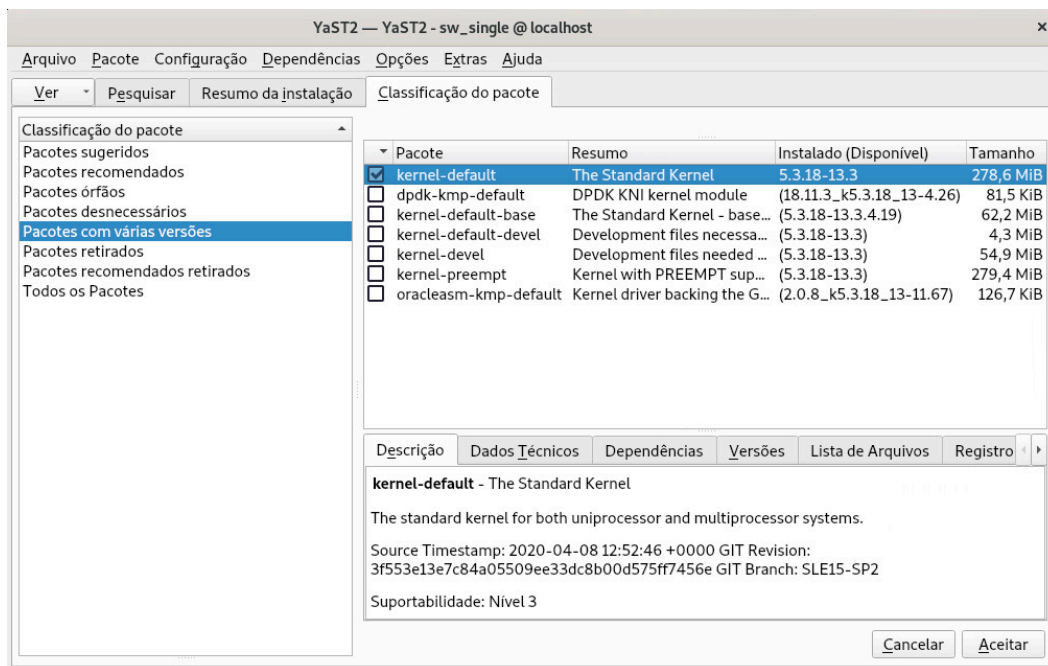 YaST2 — YaST2 - sw_single @ localhost ×
Arquivo Pacote Configuração Dependências Opções Extras Ajuda
Ver Pesquisar Resumo da instalação Classificação do pacote
Classificação do pacote
Pacotes sugeridos
Pacotes recomendados
Pacotes órfãos
Pacotes desnecessários
Pacotes com várias versões
Pacotes retirados
Pacotes recomendados retirados
Todos os Pacotes
Pacote Resumo Instalado (Disponível) Tamanho
kernel-default The Standard Kernel 5.3.18-13.3 278,6 MiB
dpdk-kmp-default DPDK KNI kernel module (18.11.3_k5.3.18_13-4.26) 81,5 KiB
kernel-default-base The Standard Kernel - base... (5.3.18-13.3.4.19) 62,2 MiB
kernel-default-devel Development files necessa... (5.3.18-13.3) 4,3 MiB
kernel-devel Development files needed ... (5.3.18-13.3) 54,9 MiB
kernel-preempt Kernel with PREEMPT sup... (5.3.18-13.3) 279,4 MiB
oracleasm-kmp-default Kernel driver backing the G... (2.0.8_k5.3.18_13-11.67) 126,7 KiB
Descrição Dados Técnicos Dependências Versões Lista de Arquivos Registro
kernel-default - The Standard Kernel
The standard kernel for both uniprocessor and multiprocessor systems.
Source Timestamp: 2020-04-08 12:52:46 +0000 GIT Revision:
3f553e13e7c84a05509ee33dc8b00d575ff7456e GIT Branch: SLE15-SP2
Suportabilidade: Nível 3
Cancelar Aceitar